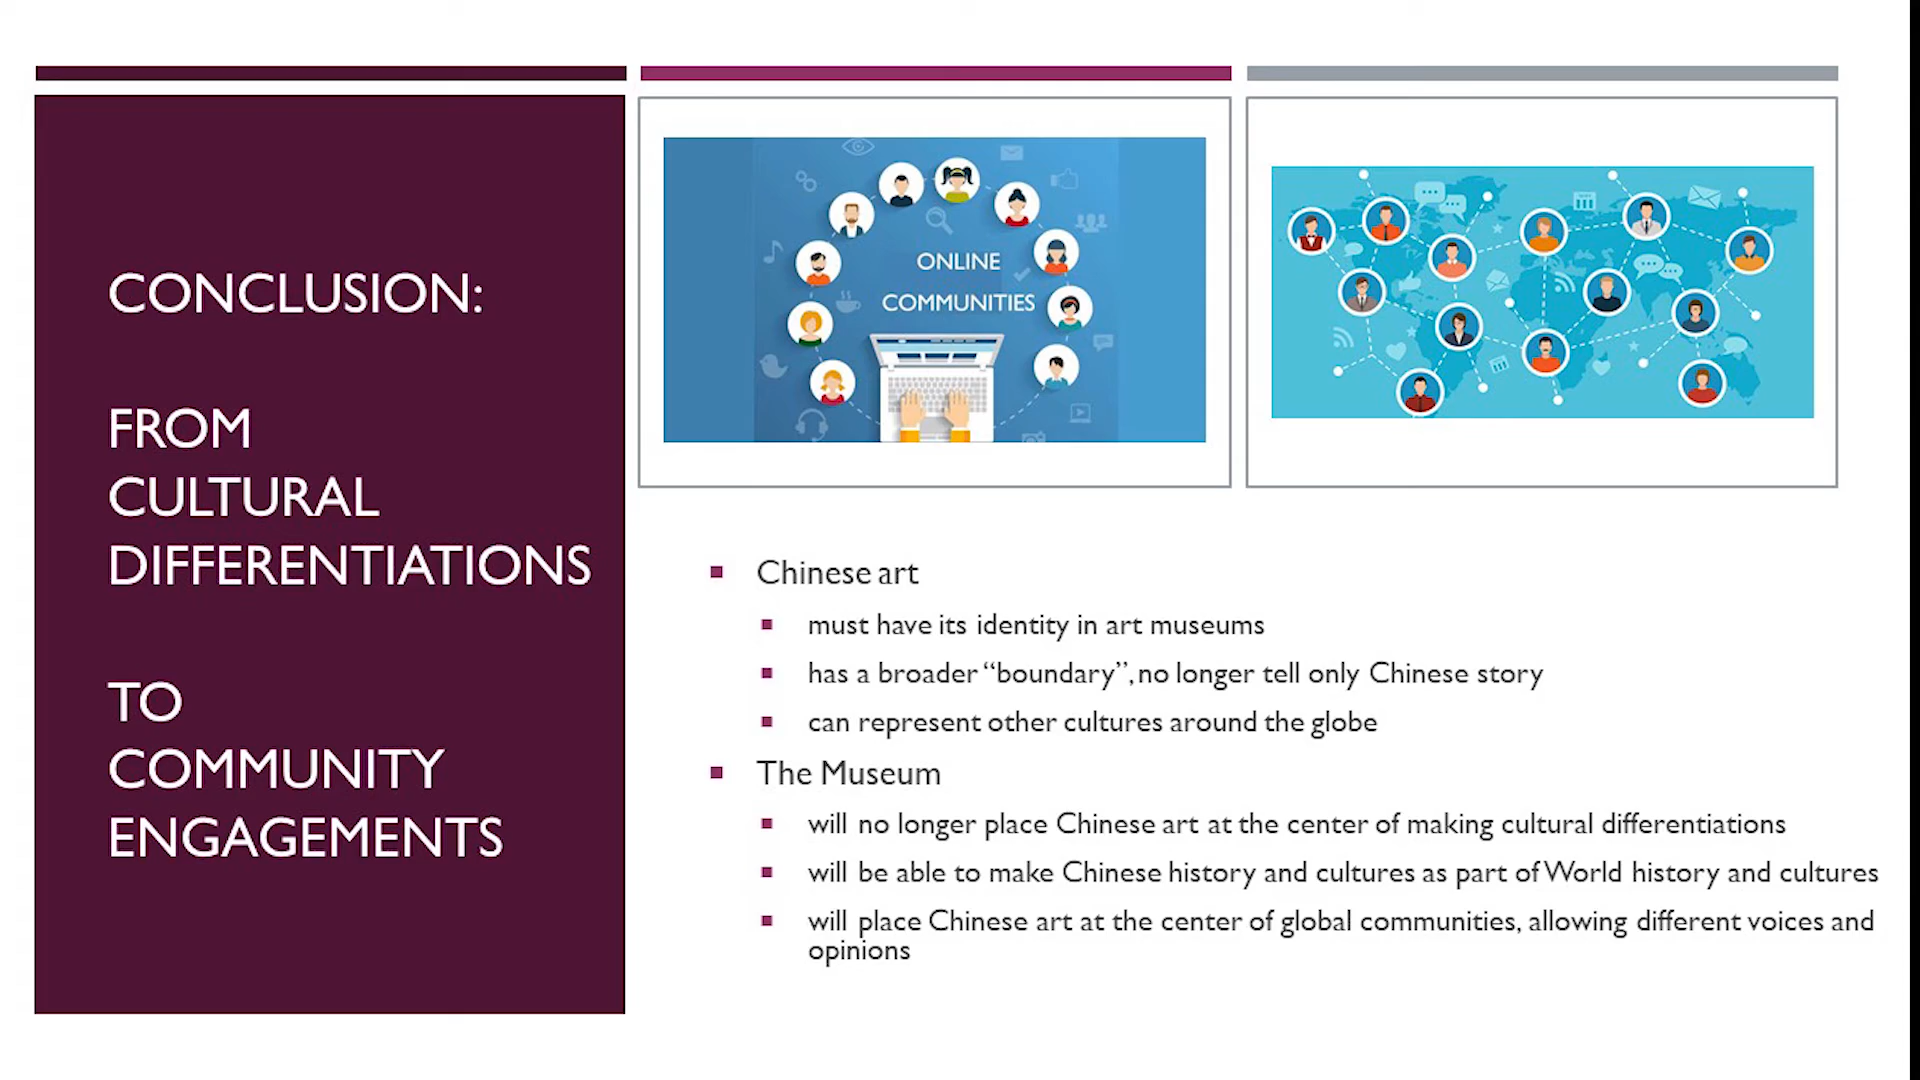 CONCLUSION:
FROM
CULTURAL
DIFFERENTIATIONS
TO
COMMUNITY
ENGAGEMENTS
ONLINE
COMMUNITIES
Chinese art
must have its identity in art museums
has a broader “boundary”, no longer tell only Chinese story
can represent other cultures around the globe
The Museum
will no longer place Chinese art at the center of making cultural differentiations
will be able to make Chinese history and cultures as part of World history and cultures
will place Chinese art at the center of global communities, allowing different voices and
opinions